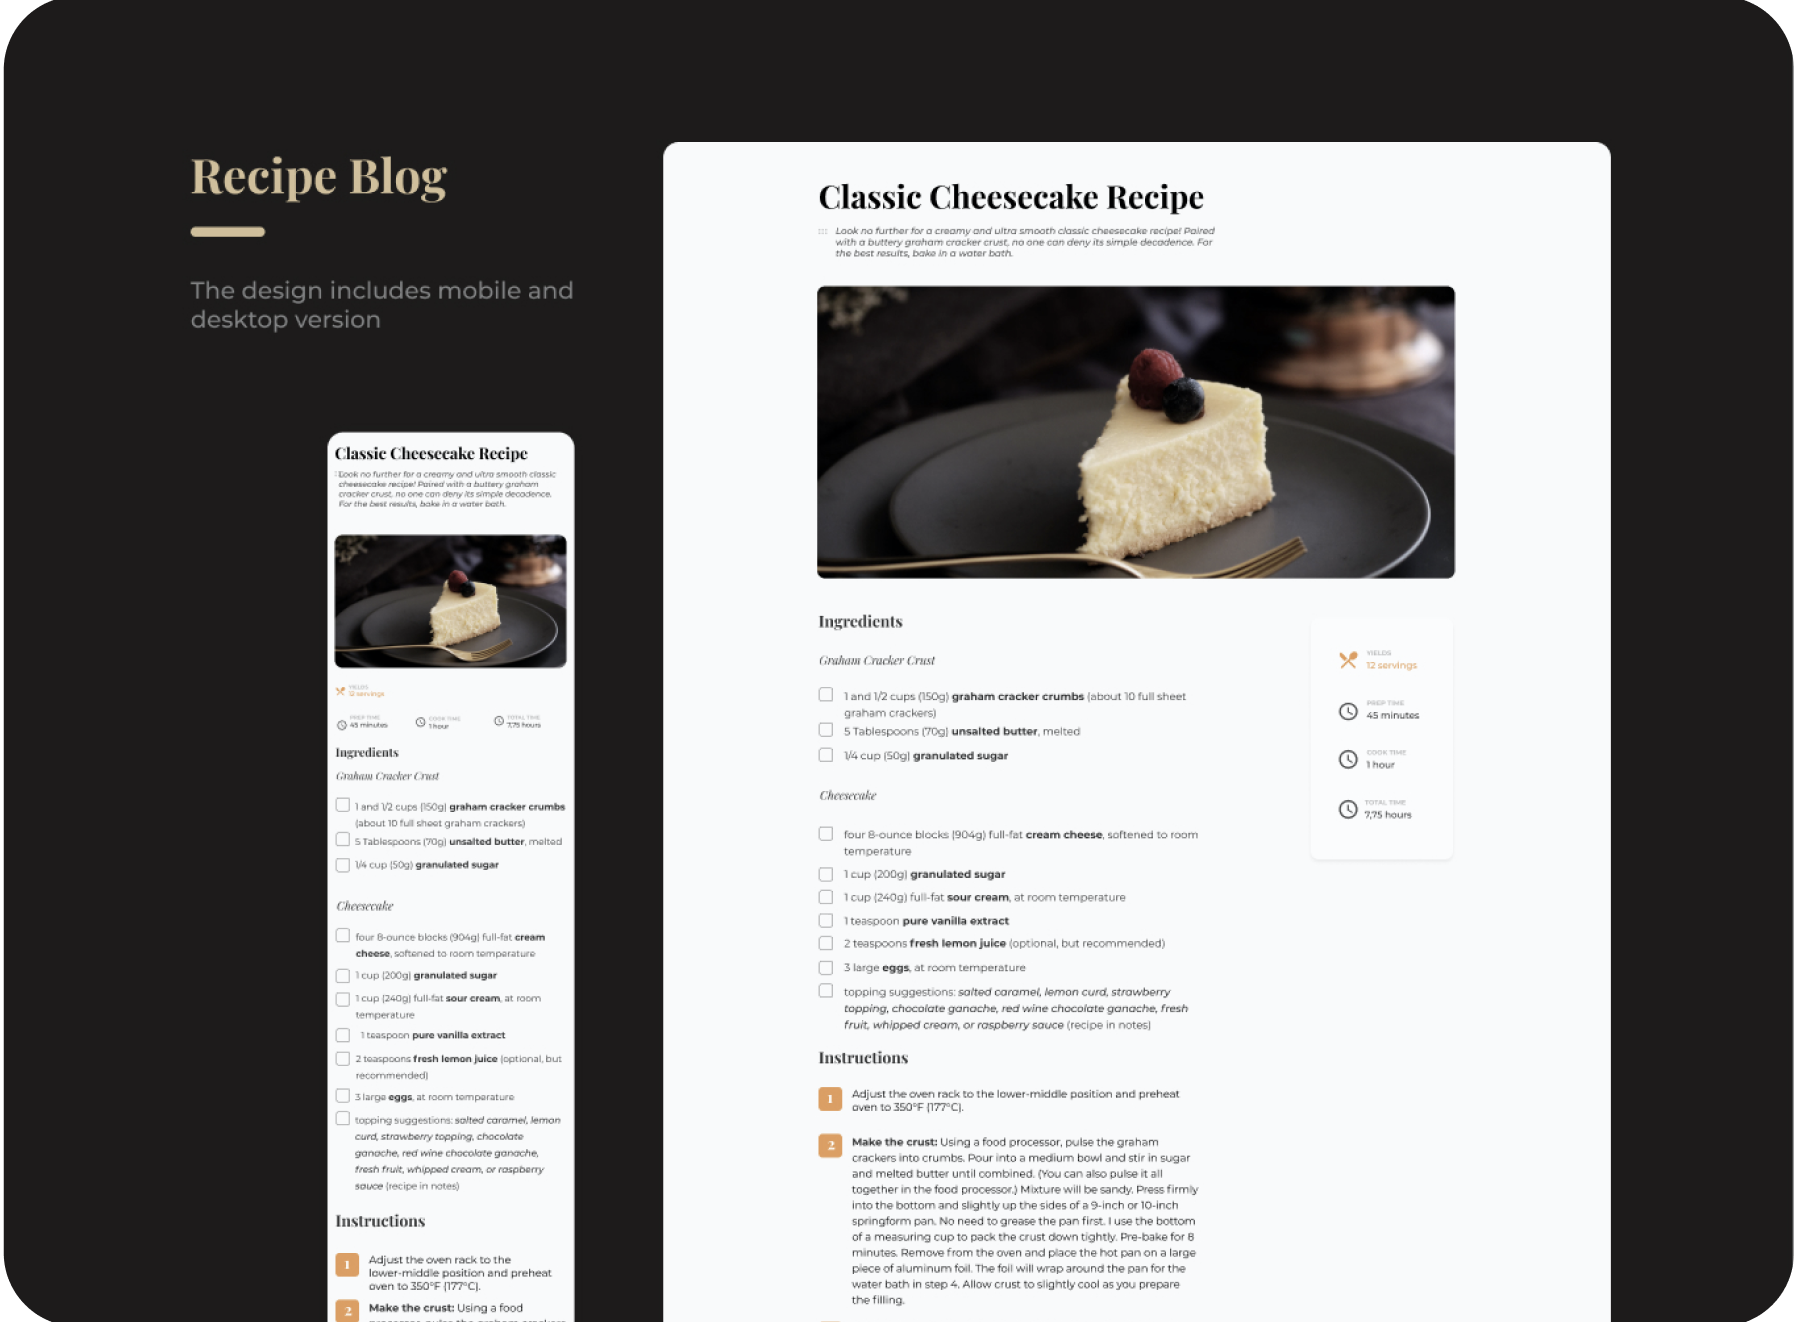 Recipe Blog
The design includes mobile and
desktop version
Classic Cheesecake Recipe
Look no further for a creamy and ultra smooth classic
cheesecake recipe! Paired with a buttery graham
cracker crust, no one can deny its simple decadence.
For the best results, bake in a water bath.
YIELDS
12 servings
PREP TIME
45 minutes
COOK TIME
1 hour
TOTAL TIME
7,75 hours
Ingredients
Graham Cracker Crust
1 and 1/2 cups (150g) graham cracker crumbs
(about 10 full sheet graham crackers)
5 Tablespoons (70g) unsalted butter, melted
1/4 cup (50g) granulated sugar
Cheesecake
four 8-ounce blocks (904g) full-fat cream
cheese, softened to room temperature
1 cup (200g) granulated sugar
1 cup (240g) full-fat sour cream, at room
temperature
1 teaspoon pure vanilla extract
2 teaspoons fresh lemon juice (optional, but
recommended)
3 large eggs, at room temperature
topping suggestions: salted caramel, lemon
curd, strawberry topping, chocolate
ganache, red wine chocolate ganache,
fresh fruit, whipped cream, or raspberry
sauce (recipe in notes)
Instructions
1 Adjust the oven rack to the
lower-middle position and preheat
oven to 350°F (177°C).
2 Make the crust: Using a food
Classic Cheesecake Recipe
Look no further for a creamy and ultra smooth classic cheesecake recipe! Paired
with a buttery graham cracker crust, no one can deny its simple decadence. For
the best results, bake in a water bath.
Ingredients
Graham Cracker Crust
1 and 1/2 cups (150g) graham cracker crumbs (about 10 full sheet
graham crackers)
5 Tablespoons (70g) unsalted butter, melted
1/4 cup (50g) granulated sugar
Cheesecake
four 8-ounce blocks (904g) full-fat cream cheese, softened to room
temperature
1 cup (200g) granulated sugar
1 cup (240g) full-fat sour cream, at room temperature
1 teaspoon pure vanilla extract
2 teaspoons fresh lemon juice (optional, but recommended)
3 large eggs, at room temperature
topping suggestions: salted caramel, lemon curd, strawberry
topping, chocolate ganache, red wine chocolate ganache, fresh
fruit, whipped cream, or raspberry sauce (recipe in notes)
YIELDS
12 servings
PREP TIME
45 minutes
COOK TIME
1 hour
TOTAL TIME
7,75 hours
Instructions
1 Adjust the oven rack to the lower-middle position and preheat
oven to 350°F (177°C).
2 Make the crust: Using a food processor, pulse the graham
crackers into crumbs. Pour into a medium bowl and stir in sugar
and melted butter until combined. (You can also pulse it all
together in the food processor.) Mixture will be sandy. Press firmly
into the bottom and slightly up the sides of a 9-inch or 10-inch
springform pan. No need to grease the pan first. I use the bottom
of a measuring cup to pack the crust down tightly. Pre-bake for 8
minutes. Remove from the oven and place the hot pan on a large
piece of aluminum foil. The foil will wrap around the pan for the
water bath in step 4. Allow crust to slightly cool as you prepare
the filling.